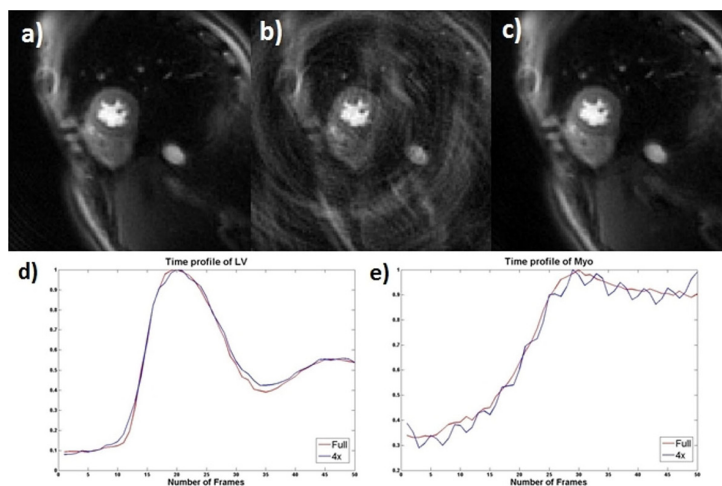 a)
b)
c)
d)
Time profile of LV
1
0.9
0.8
0.7
0.6
0.5
0.4
0.3
0.2
0.1
0
0 5 10 15 20 25 30 35 40 45 50
Number of Frames
Full
4x
e)
Time profile of Myo
1
0.9
0.8
0.7
0.6
0.5
0.4
0.3
0.2
0 5 10 15 20 25 30 35 40 45 50
Number of Frames
Full
4x